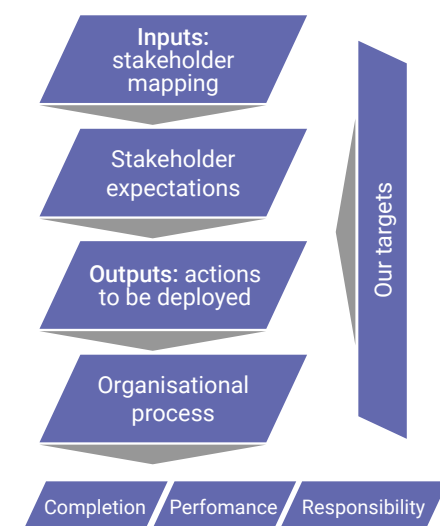 Inputs:
stakeholder
mapping
Stakeholder
expectations
Outputs: actions
to be deployed
Organisational
process
Our targets
Completion
Perfomance
Responsibility